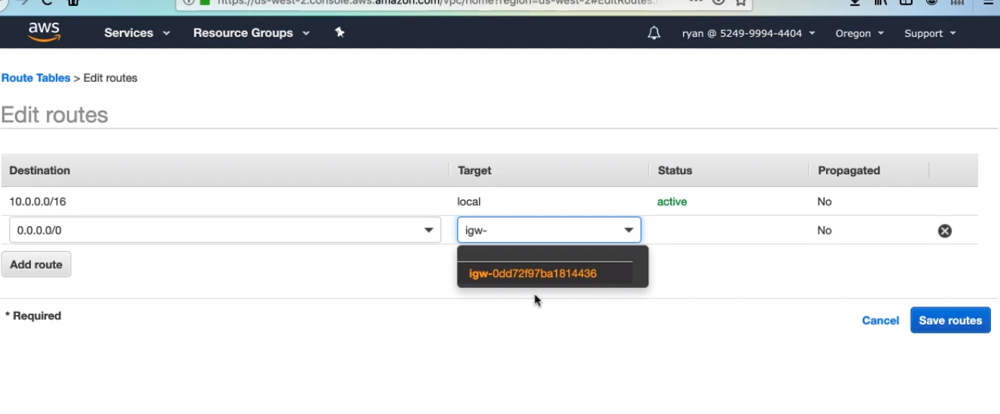 https://us-west-2.console.aws.amazon.com/vpc/home?region=us-west-2#EditRoutes:
aws Services Resource Groups ryan @ 5249-9994-4404 Oregon Support
Route Tables > Edit routes
Edit routes
Destination Target Status Propagated
10.0.0.0/16 local active No
0.0.0.0/0 igw- No
Add route igw-0dd72f97ba1814436
* Required
Cancel Save routes